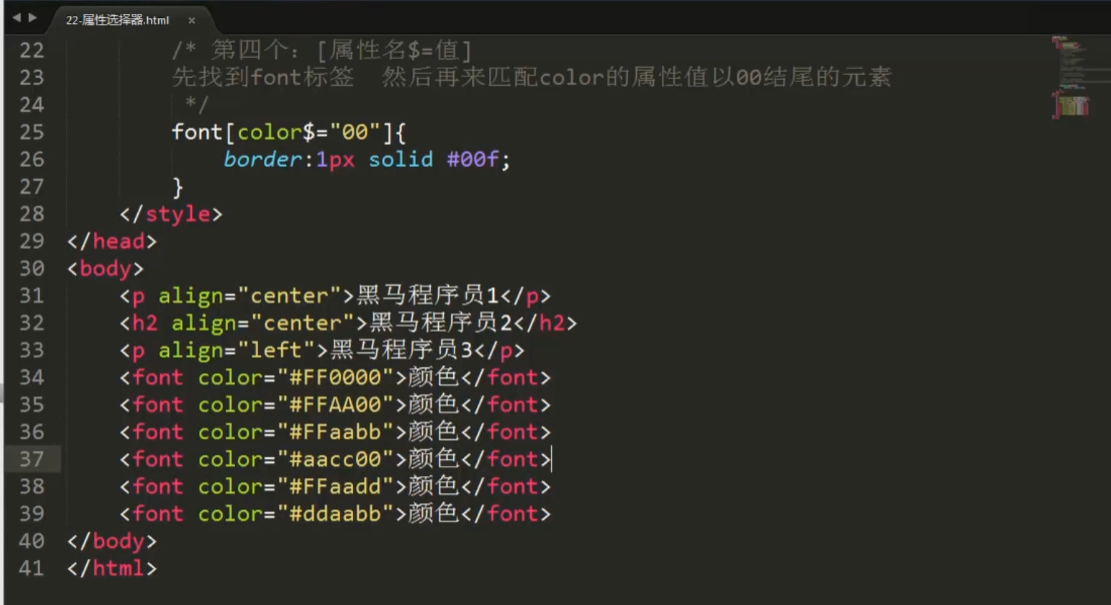 22-属性选择器.html ×
22 /* 第四个：[属性名$=值]
23 先找到font标签 然后再来匹配color的属性值以00结尾的元素
24 */
25 font[color$="00"]{
26 border:1px solid #00f;
27 }
28 </style>
29 </head>
30 <body>
31 <p align="center">黑马程序员1</p>
32 <h2 align="center">黑马程序员2</h2>
33 <p align="left">黑马程序员3</p>
34 <font color="#FF0000">颜色</font>
35 <font color="#FFAA00">颜色</font>
36 <font color="#FFaabb">颜色</font>
37 <font color="#aacc00">颜色</font>
38 <font color="#FFaadd">颜色</font>
39 <font color="#ddaabb">颜色</font>
40 </body>
41 </html>